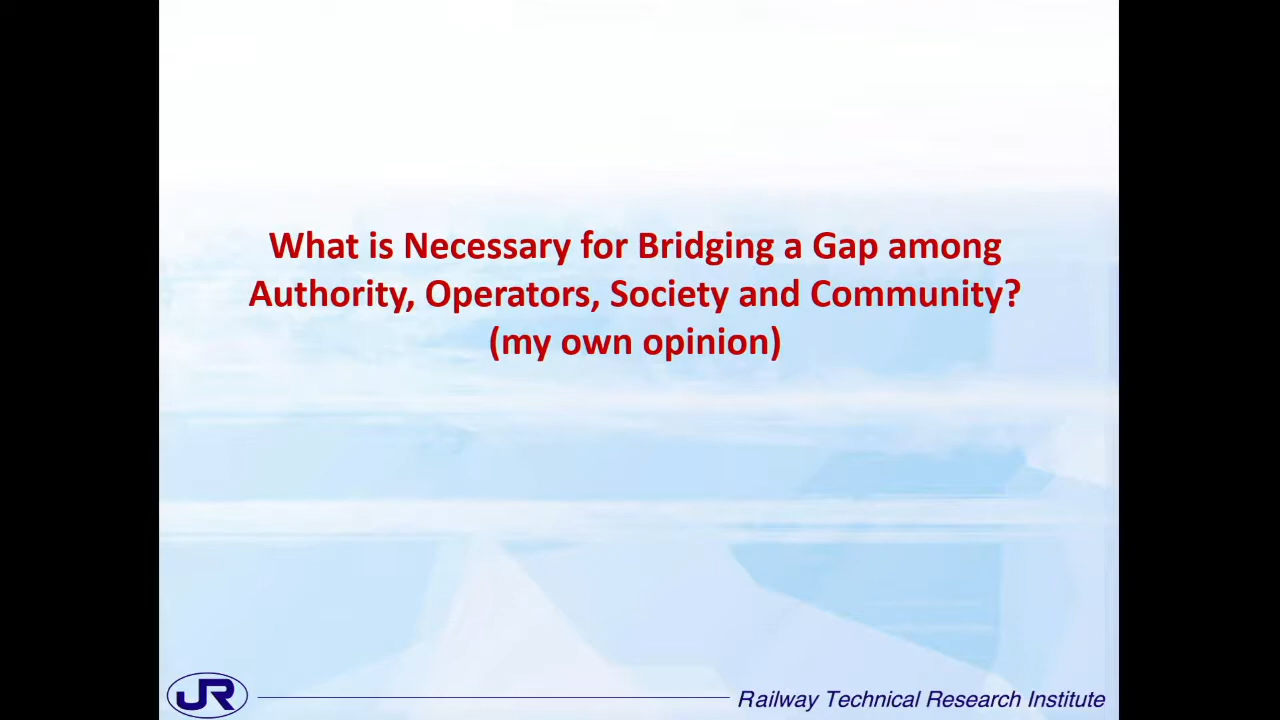 What is Necessary for Bridging a Gap among
Authority, Operators, Society and Community?
(my own opinion)
JR
Railway Technical Research Institute